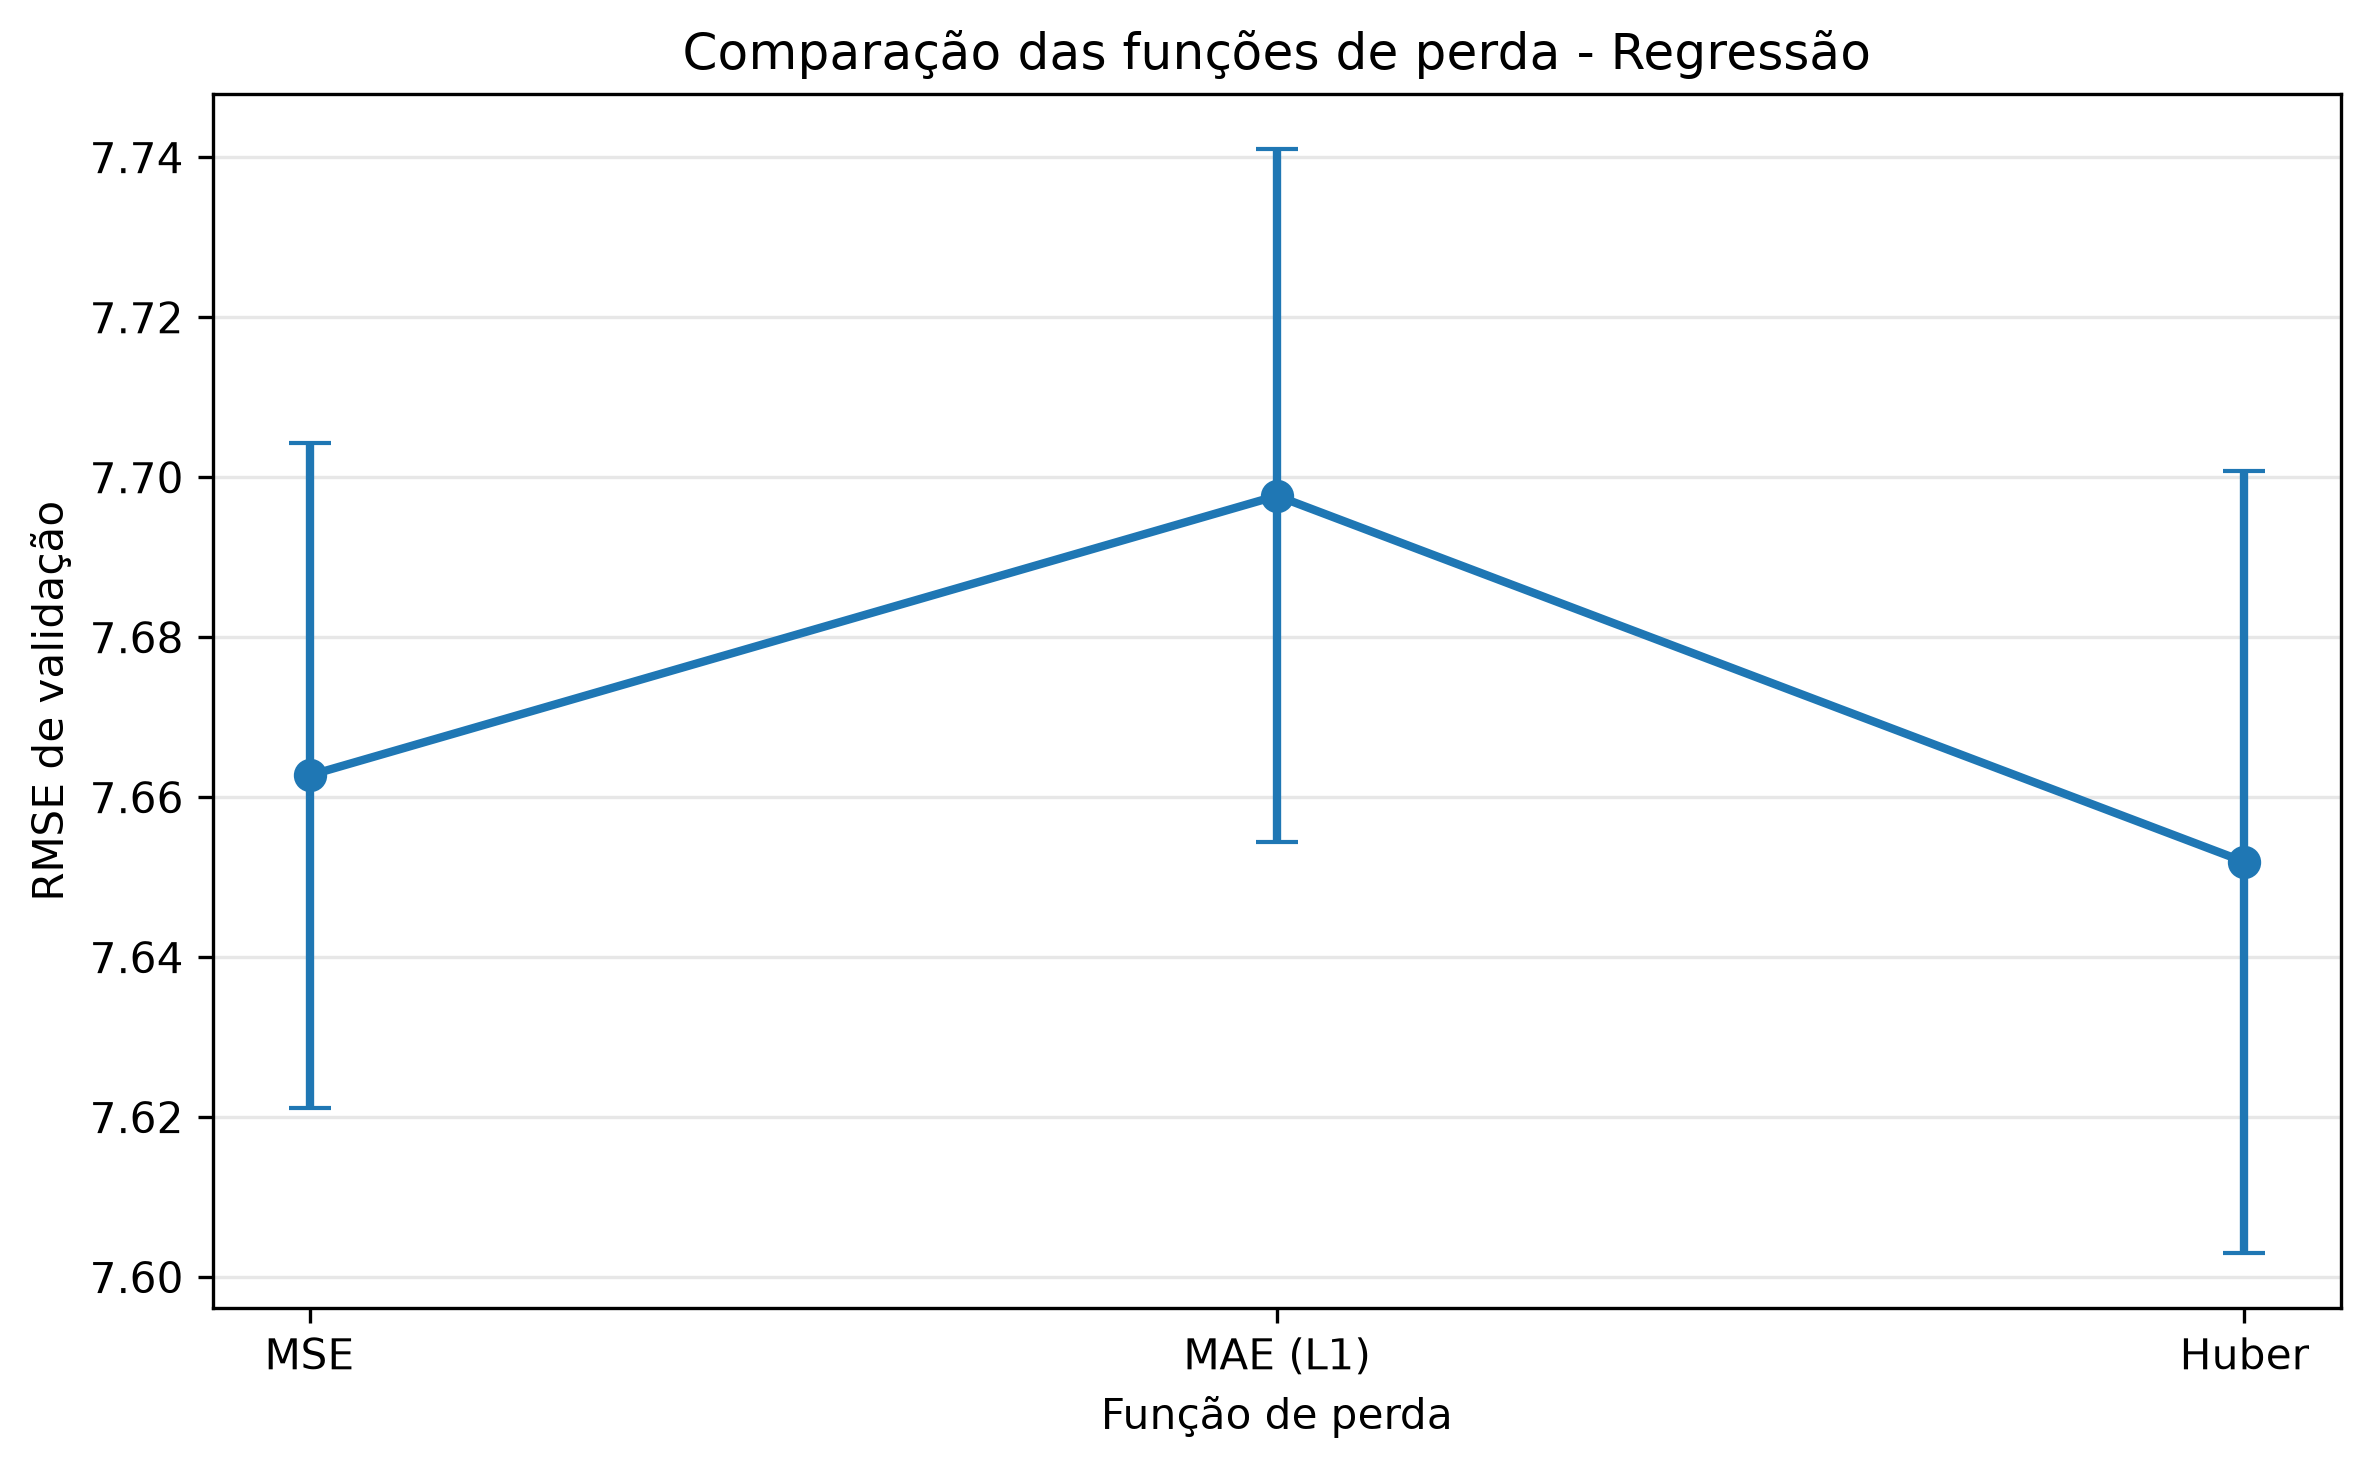 Comparação das funções de perda - Regressão
RMSE de validação
7.74
7.72
7.70
7.68
7.66
7.64
7.62
7.60
MSE
MAE (L1)
Huber
Função de perda